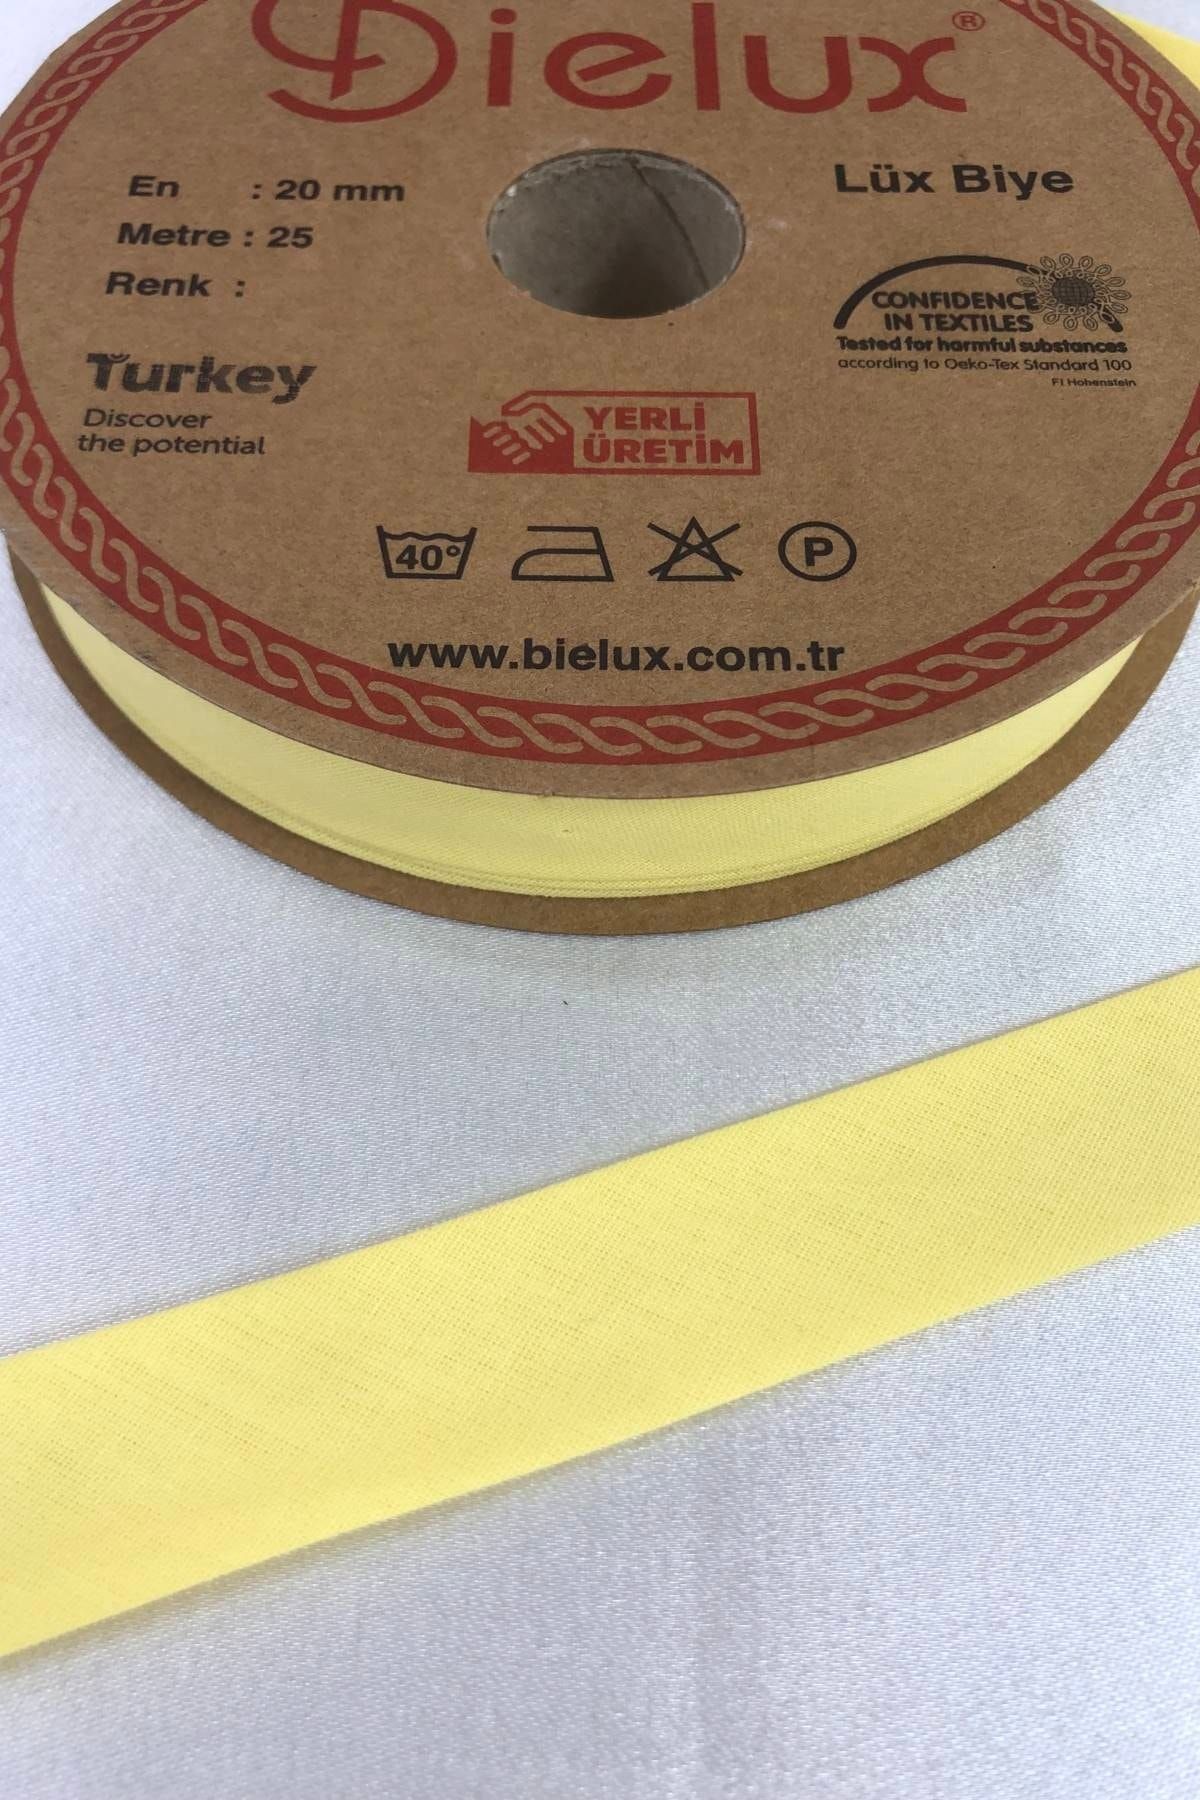 Bielux®
En : 20 mm
Metre : 25
Renk :
Lüx Biye
CONFIDENCE
IN TEXTILES
Tested for harmful substances
according to Oeko-Tex Standard 100
FI Hohenstein
Turkey
Discover
the potential
YERLİ
ÜRETİM
40°
P
www.bielux.com.tr